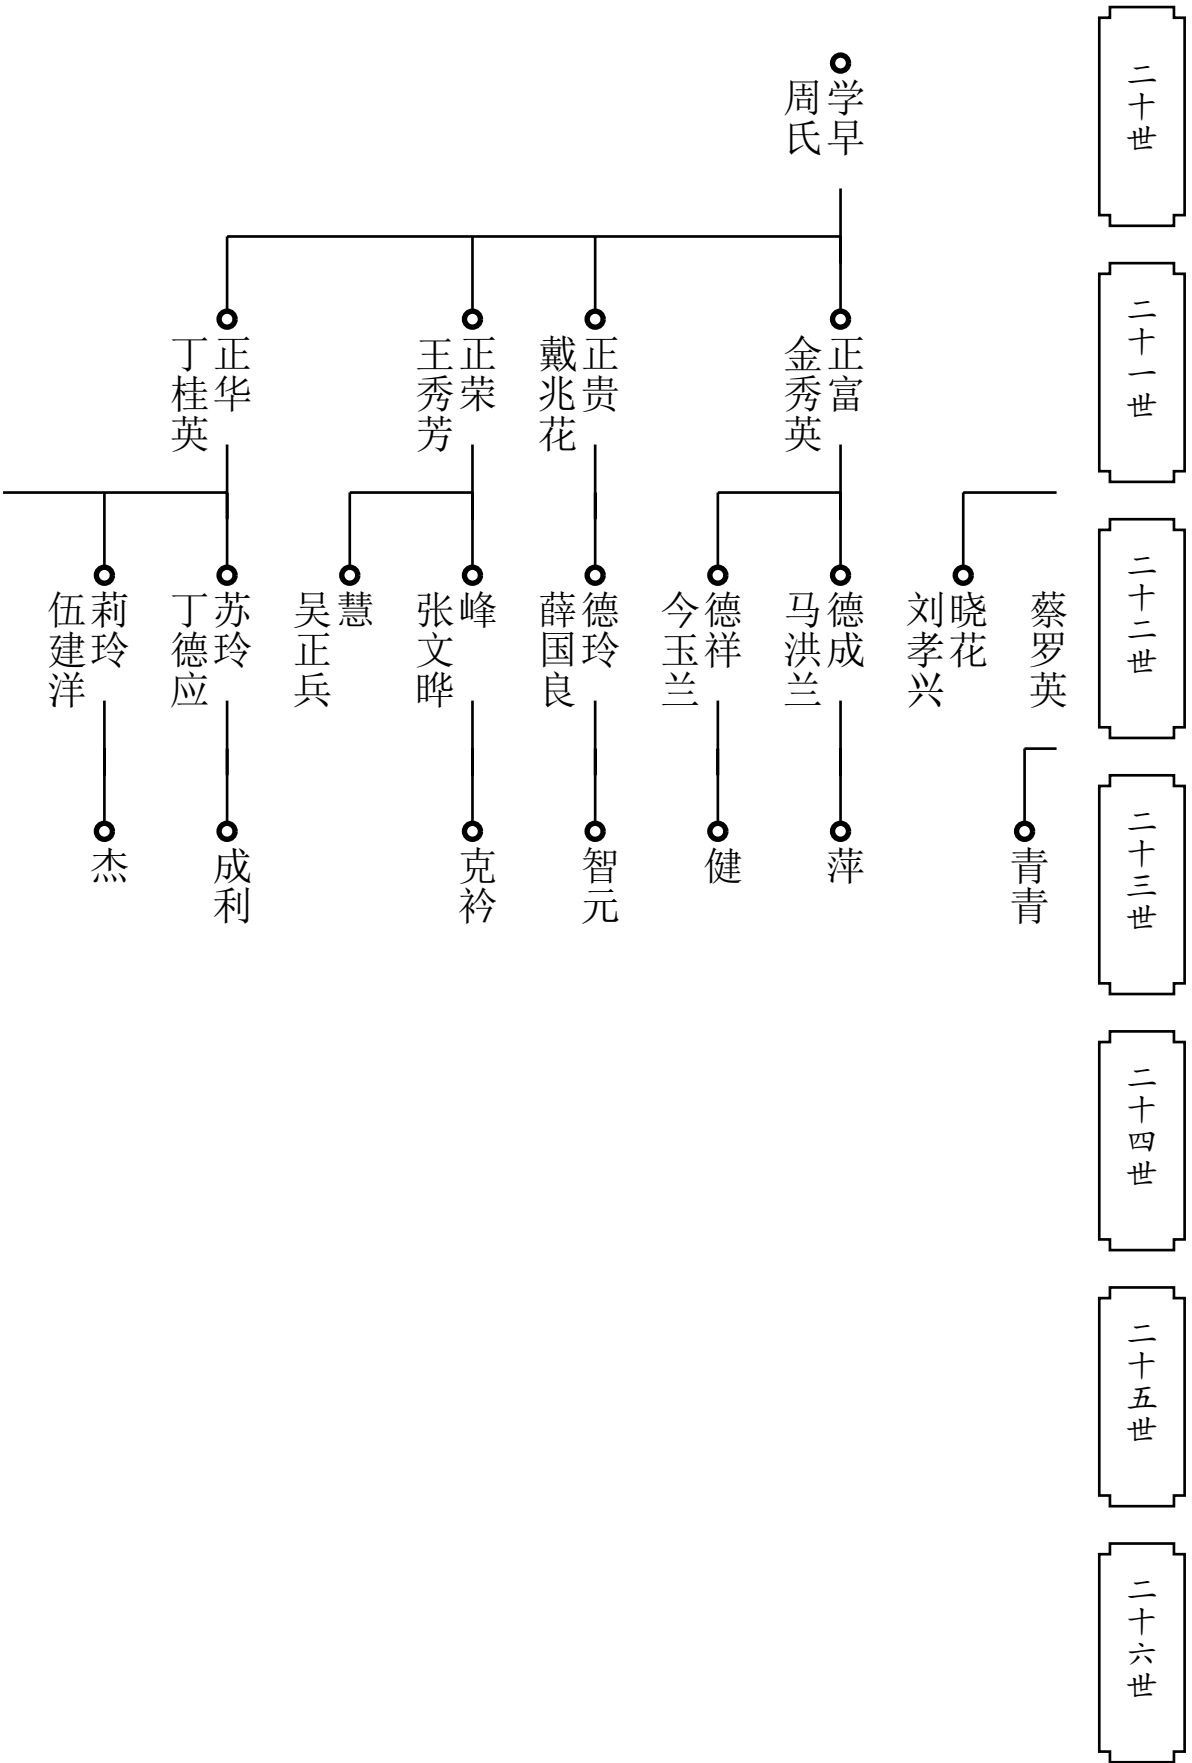 二十世
学早
周氏
二十一世
正富
金秀英
正贵
戴兆花
正荣
王秀芳
正华
丁桂英
二十二世
蔡罗英
晓花
刘孝兴
德成
马洪兰
德祥
今玉兰
德玲
薛国良
峰
张文晔
慧
吴正兵
苏玲
丁德应
莉玲
伍建洋
二十三世
青青
萍
健
智元
克衿
成利
杰
二十四世
二十五世
二十六世